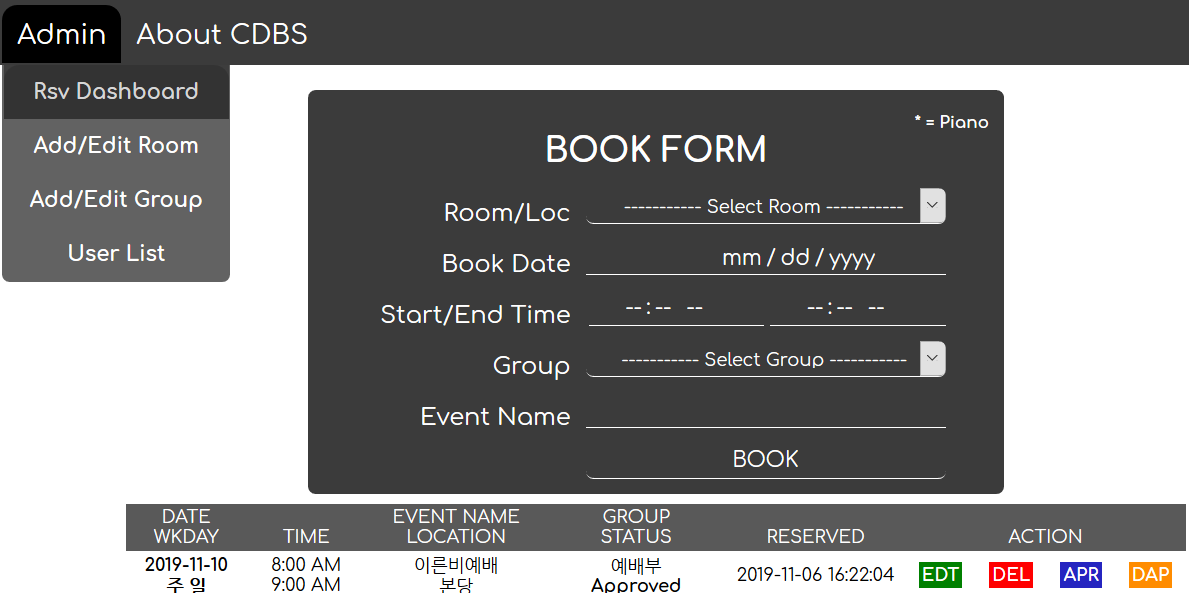 Admin About CDBS
Rsv Dashboard
Add/Edit Room
Add/Edit Group
User List
* = Piano
BOOK FORM
Room/Loc ----------- Select Room -----------
Book Date mm / dd / yyyy
Start/End Time --:-- -- --:-- --
Group ----------- Select Group -----------
Event Name
BOOK
DATE EVENT NAME GROUP
WKDAY TIME LOCATION STATUS RESERVED ACTION
2019-11-10 8:00 AM 이른비예배 예배부
주 일 9:00 AM 본당 Approved
2019-11-06 16:22:04 EDT DEL APR DAP